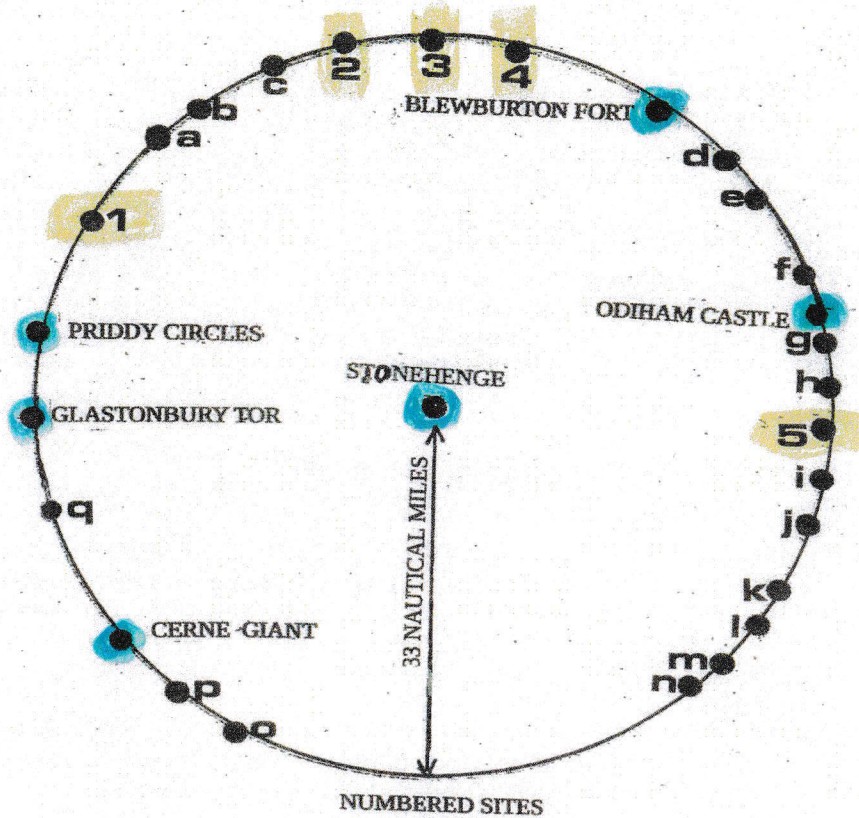 2
3
4
c
b
a
BLEWBURTON FORT
d
e
1
f
PRIDDY CIRCLES
ODIHAM CASTLE
g
STONEHENGE
h
GLASTONBURY TOR
5
i
q
j
33 NAUTICAL MILES
k
CERNE GIANT
l
m
n
p
o
NUMBERED SITES